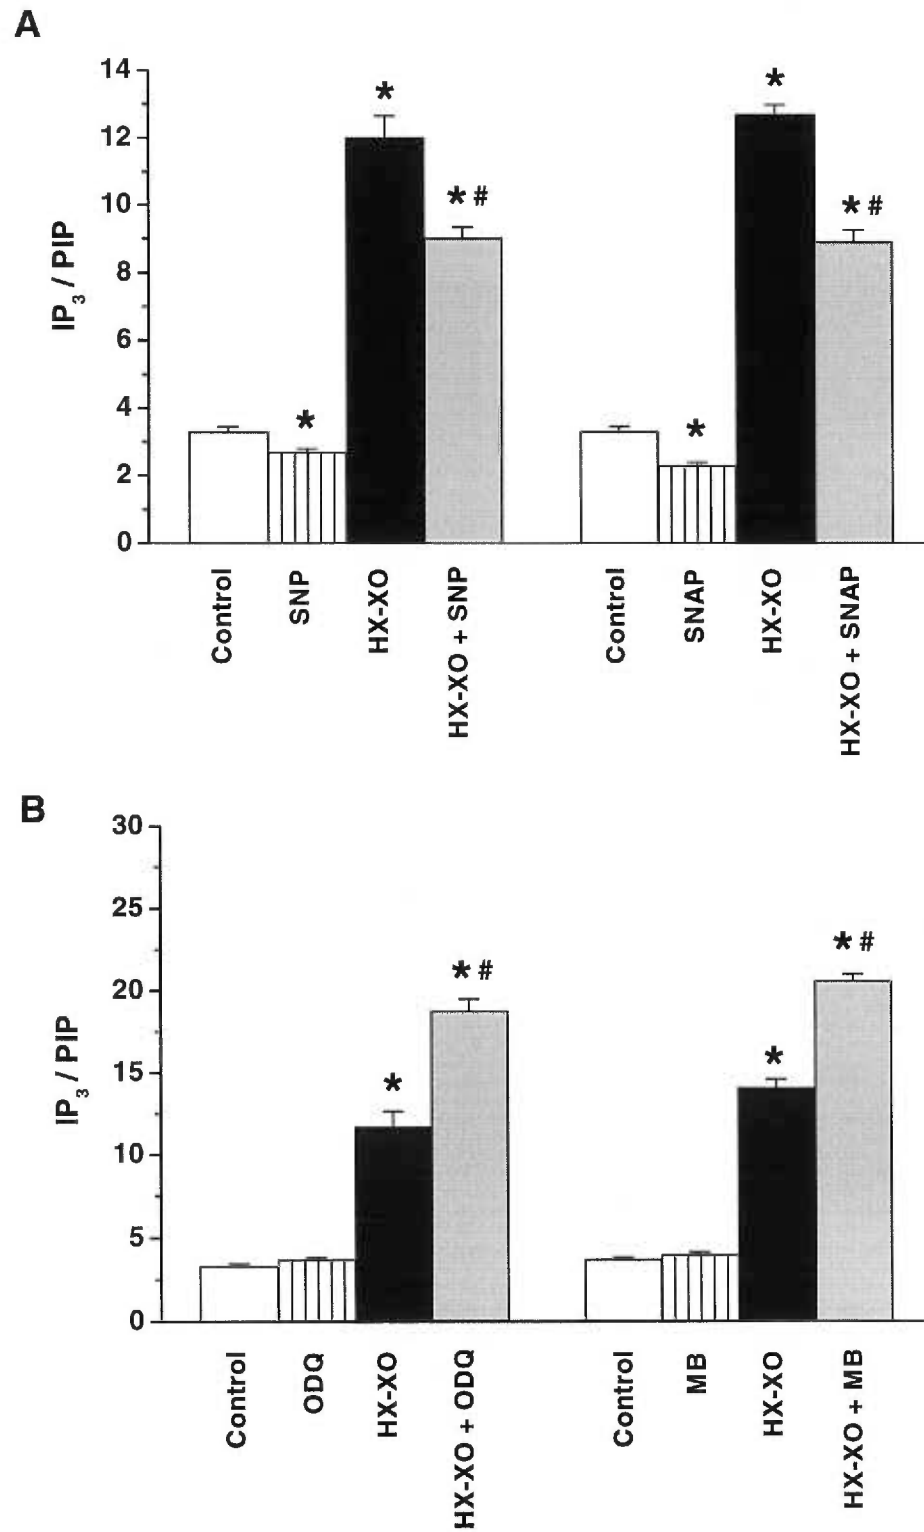 A
14
12
10
8
6
4
2
0
IP3 / PIP
*
*
* #
*
*
* #
Control
SNP
HX-XO
HX-XO + SNP
Control
SNAP
HX-XO
HX-XO + SNAP
B
30
25
20
15
10
5
0
IP3 / PIP
*
* #
*
* #
Control
ODQ
HX-XO
HX-XO + ODQ
Control
MB
HX-XO
HX-XO + MB